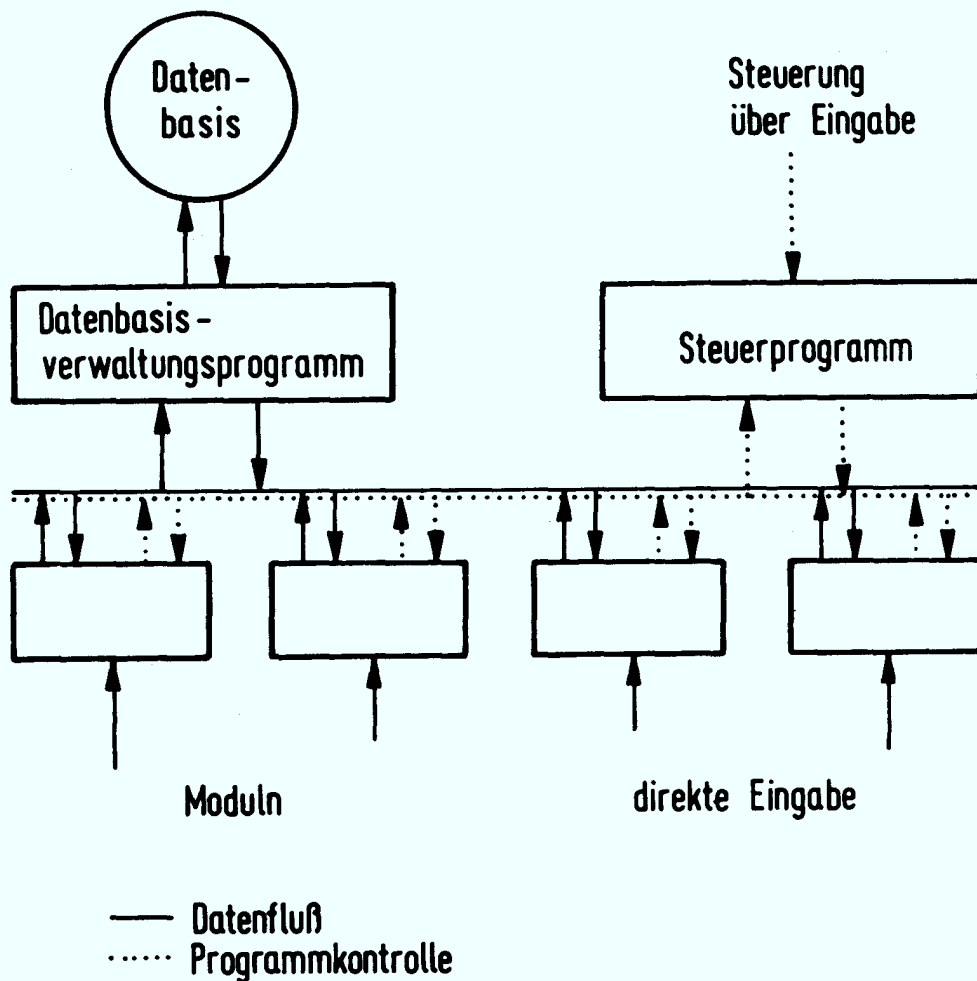 Daten-
basis
Steuerung
über Eingabe
Datenbasis-
verwaltungsprogramm
Steuerprogramm
Moduln
direkte Eingabe
Datenfluß
Programmkontrolle